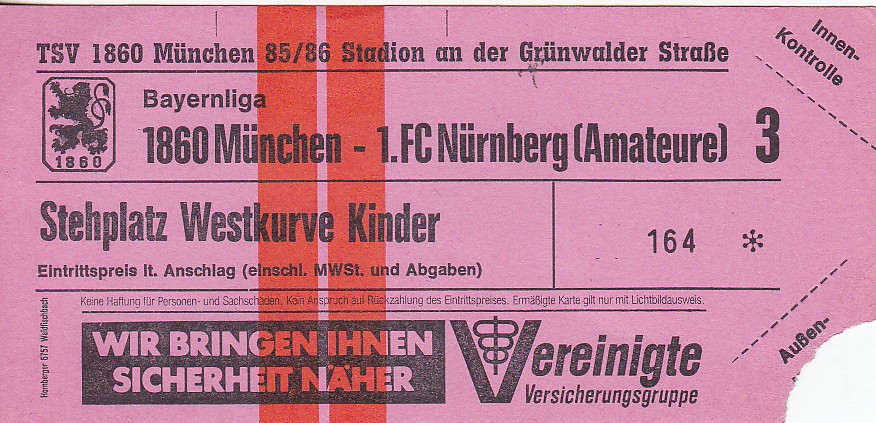 TSV 1860 München 85/86 Stadion an der Grünwalder Straße
Innen-
Kontrolle
Bayernliga
1860 München - 1.FC Nürnberg (Amateure) 3
1860
Stehplatz Westkurve Kinder
164 *
Eintrittspreis lt. Anschlag (einschl. MWSt. und Abgaben)
Keine Haftung für Personen- und Sachschäden. Kein Anspruch auf Rückzahlung des Eintrittspreises. Ermäßigte Karte gilt nur mit Lichtbildausweis.
Außen-
WIR BRINGEN IHNEN
SICHERHEIT NÄHER
Vereinigte
Versicherungsgruppe
Hamberger 6757 Waldfischbach